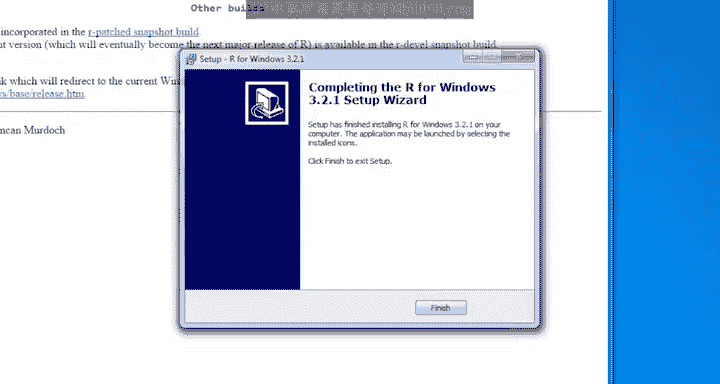 Other builds
incorporated in the r-patched snapshot build.
nt version (which will eventually become the next major release of R) is available in the r-devel snapshot build.
Setup - R for Windows 3.2.1
nk which will redirect to the current
ws/base/release.htm.
Completing the R for Windows
3.2.1 Setup Wizard
Setup has finished installing R for Windows 3.2.1 on your
computer. The application may be launched by selecting the
installed icons.
Click Finish to exit Setup.
ncan Murdoch
Finish